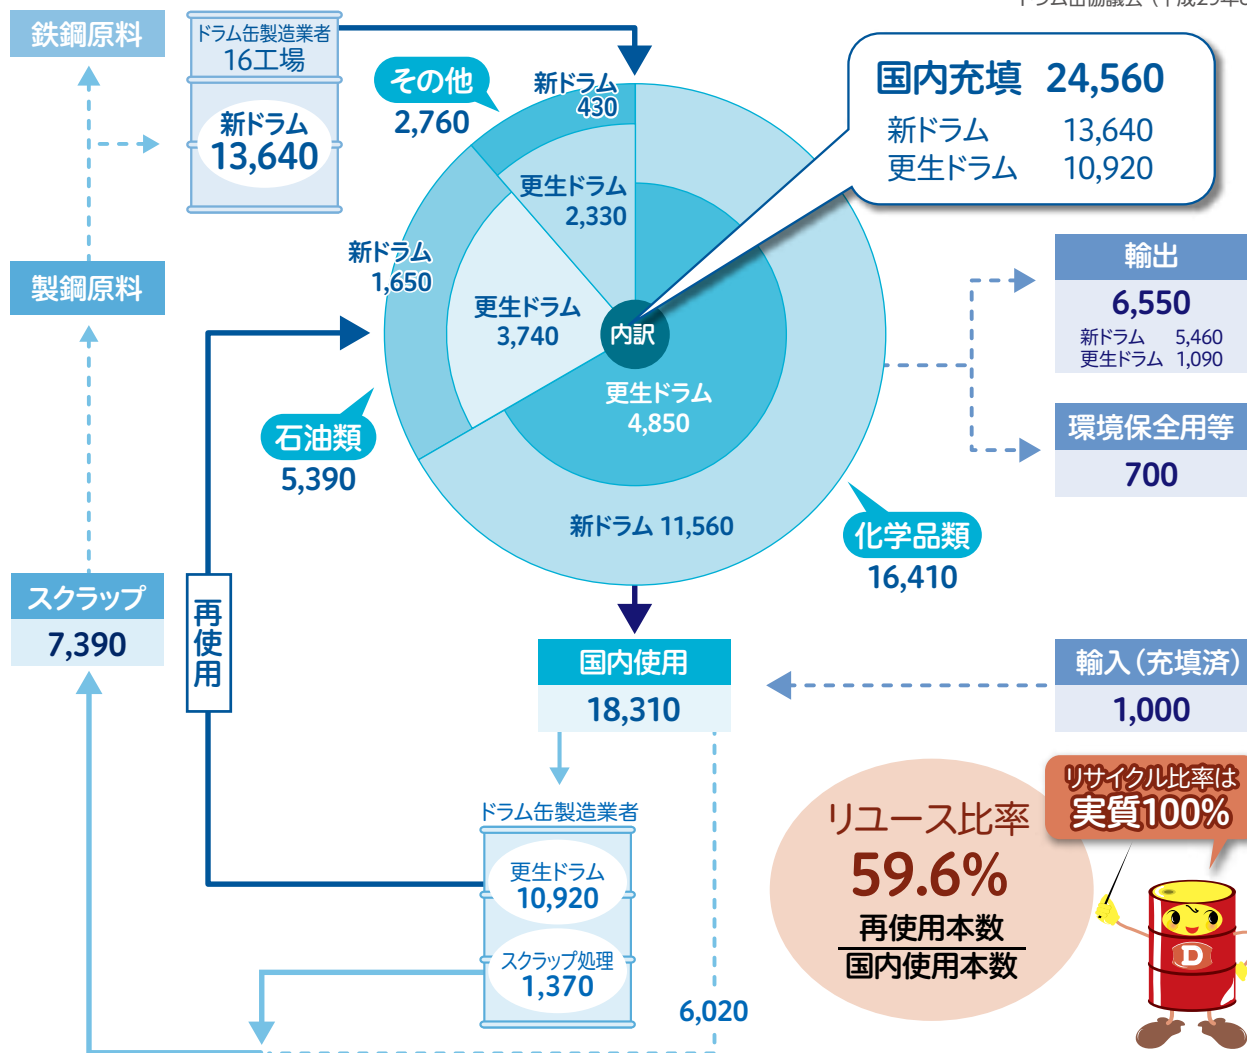 鉄鋼原料
ドラム缶製造業者
16工場
新ドラム
13,640
その他
2,760
新ドラム
430
更生ドラム
2,330
国内充填 24,560
新ドラム 13,640
更生ドラム 10,920
新ドラム
1,650
更生ドラム
3,740
内訳
製鋼原料
輸出
6,550
新ドラム 5,460
更生ドラム 1,090
更生ドラム
4,850
石油類
5,390
環境保全用等
700
新ドラム 11,560
化学品類
16,410
スクラップ
7,390
再使用
国内使用
18,310
輸入（充填済）
1,000
ドラム缶製造業者
更生ドラム
10,920
スクラップ処理
1,370
6,020
リユース比率
59.6%
再使用本数
国内使用本数
リサイクル比率は
実質100%
D